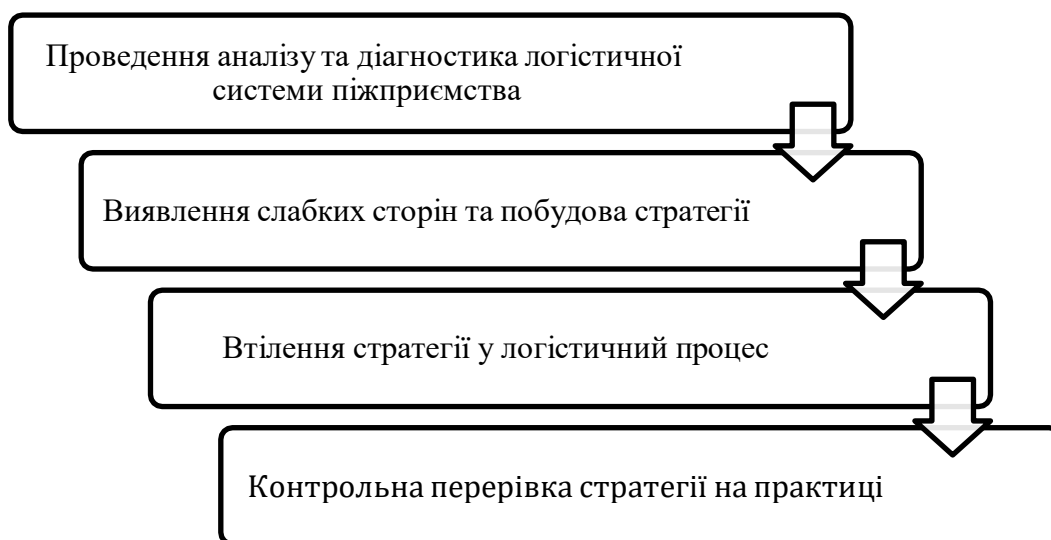 Проведення аналізу та діагностика логістичної
системи піжприємства
Виявлення слабких сторін та побудова стратегії
Втілення стратегії у логістичний процес
Контрольна перерівка стратегії на практиці